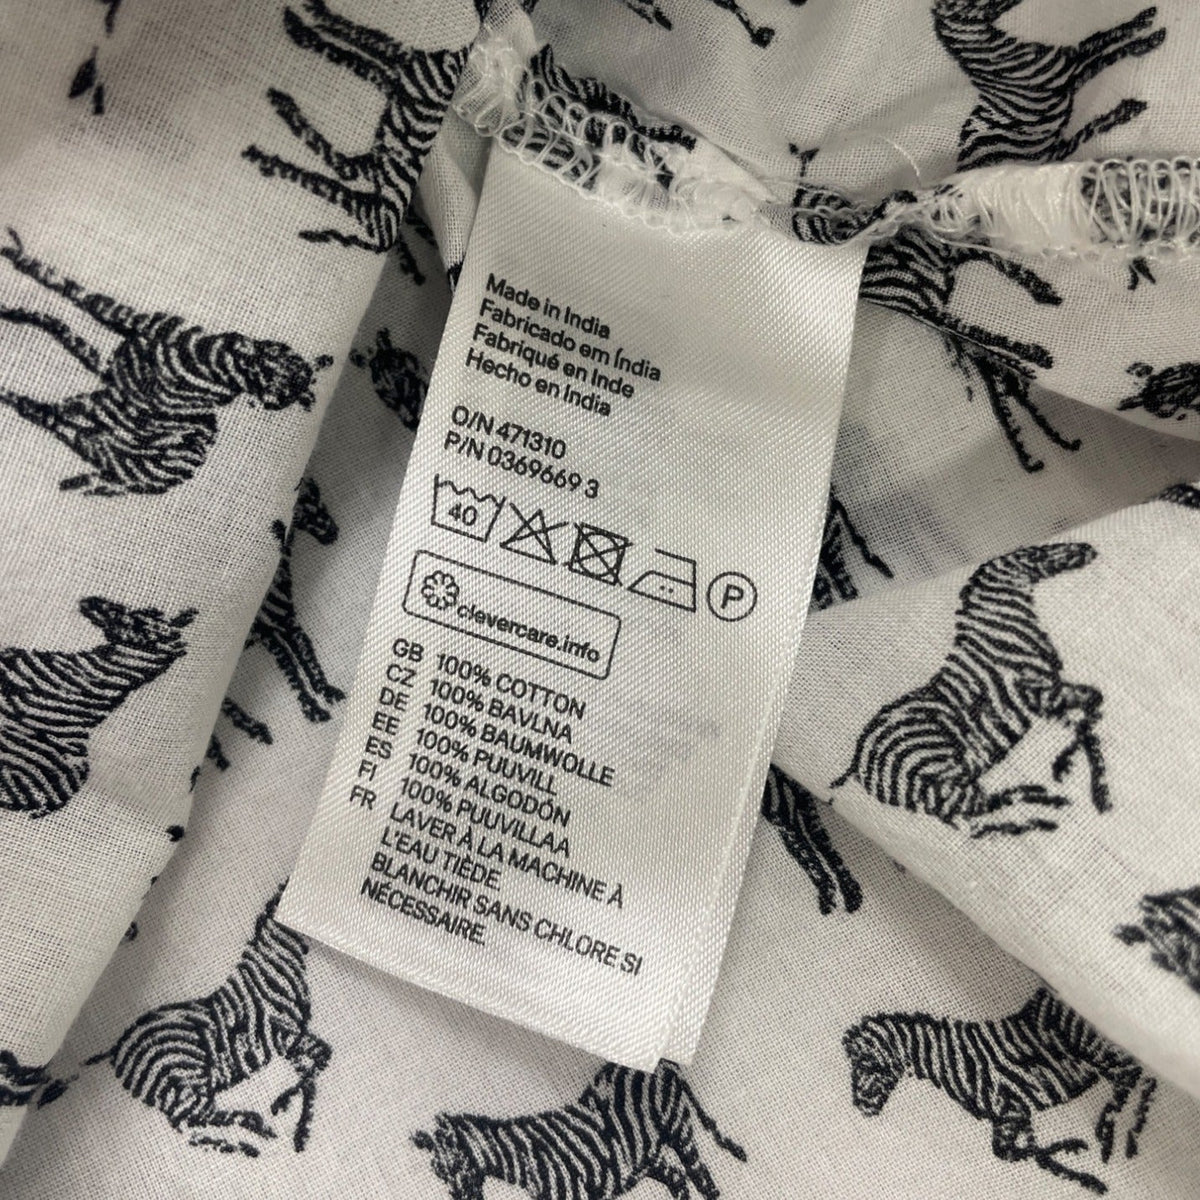 Made in India
Fabricado em Índia
Fabriqué en Inde
Hecho en India
O/N 471310
P/N 0369669 3
40 P
clevercare.info
GB 100% COTTON
CZ 100% BAVLNA
DE 100% BAUMWOLLE
EE 100% PUUVILL
ES 100% ALGODÓN
FI 100% PUUVILLAA
FR LAVER À LA MACHINE À
L'EAU TIÈDE.
BLANCHIR SANS CHLORE SI
NÉCESSAIRE.